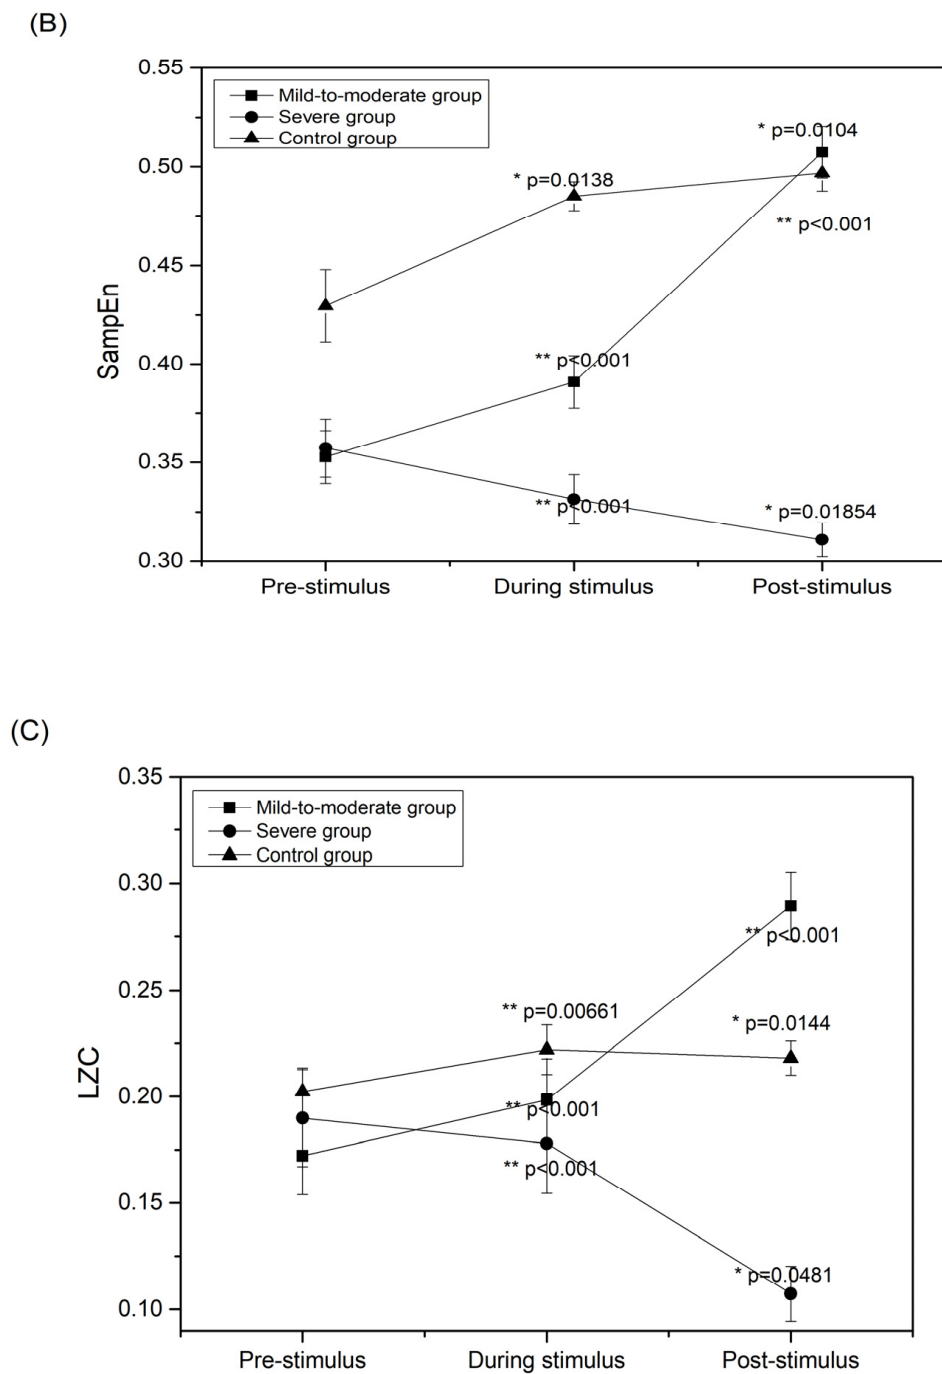 (B)
0.55
Mild-to-moderate group
Severe group
Control group
* p=0.0104
0.50
* p=0.0138
** p<0.001
0.45
SampEn
0.40
** p<0.001
0.35
** p<0.001
* p=0.01854
0.30
Pre-stimulus During stimulus Post-stimulus
(C)
0.35
Mild-to-moderate group
Severe group
Control group
0.30
** p<0.001
0.25
** p=0.00661
* p=0.0144
LZC
0.20
** p<0.001
** p<0.001
0.15
* p=0.0481
0.10
Pre-stimulus During stimulus Post-stimulus